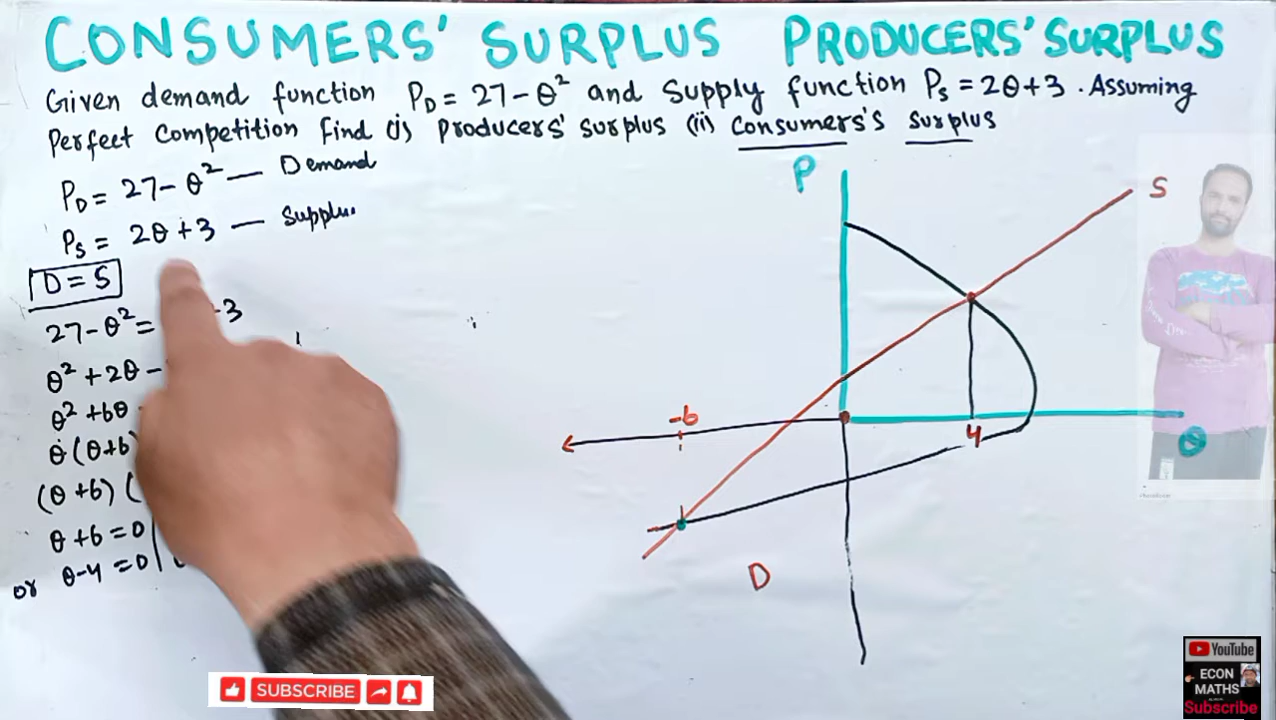 CONSUMERS' SURPLUS PRODUCERS' SURPLUS
Given demand function P_D = 27 - Θ² and Supply function P_S = 2Θ+3 . Assuming
Perfect Competition Find (i) Producers' surplus (ii) Consumers's surplus
P_D = 27 - Θ² — Demand
P_S = 2Θ + 3 — Supply
D = S
27 - Θ² = 3
Θ² + 2Θ -
Θ² + 6Θ
Θ (Θ+6)
(Θ +6) (
Θ + 6 = 0
or Θ - 4 = 0
P
S
-6
4
Θ
D
SUBSCRIBE
YouTube
ECON
MATHS
Subscribe